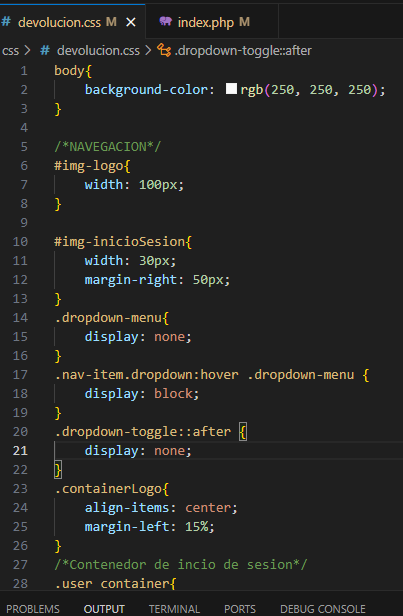 # devolucion.css M ×
index.php M
css > # devolucion.css > .dropdown-toggle::after
1 body{
2 background-color: rgb(250, 250, 250);
3 }
4
5 /*NAVEGACION*/
6 #img-logo{
7 width: 100px;
8 }
9
10 #img-inicioSesion{
11 width: 30px;
12 margin-right: 50px;
13 }
14 .dropdown-menu{
15 display: none;
16 }
17 .nav-item.dropdown:hover .dropdown-menu {
18 display: block;
19 }
20 .dropdown-toggle::after {
21 display: none;
22 }
23 .containerLogo{
24 align-items: center;
25 margin-left: 15%;
26 }
27 /*Contenedor de incio de sesion*/
28 .user container{
PROBLEMS OUTPUT TERMINAL PORTS DEBUG CONSOLE